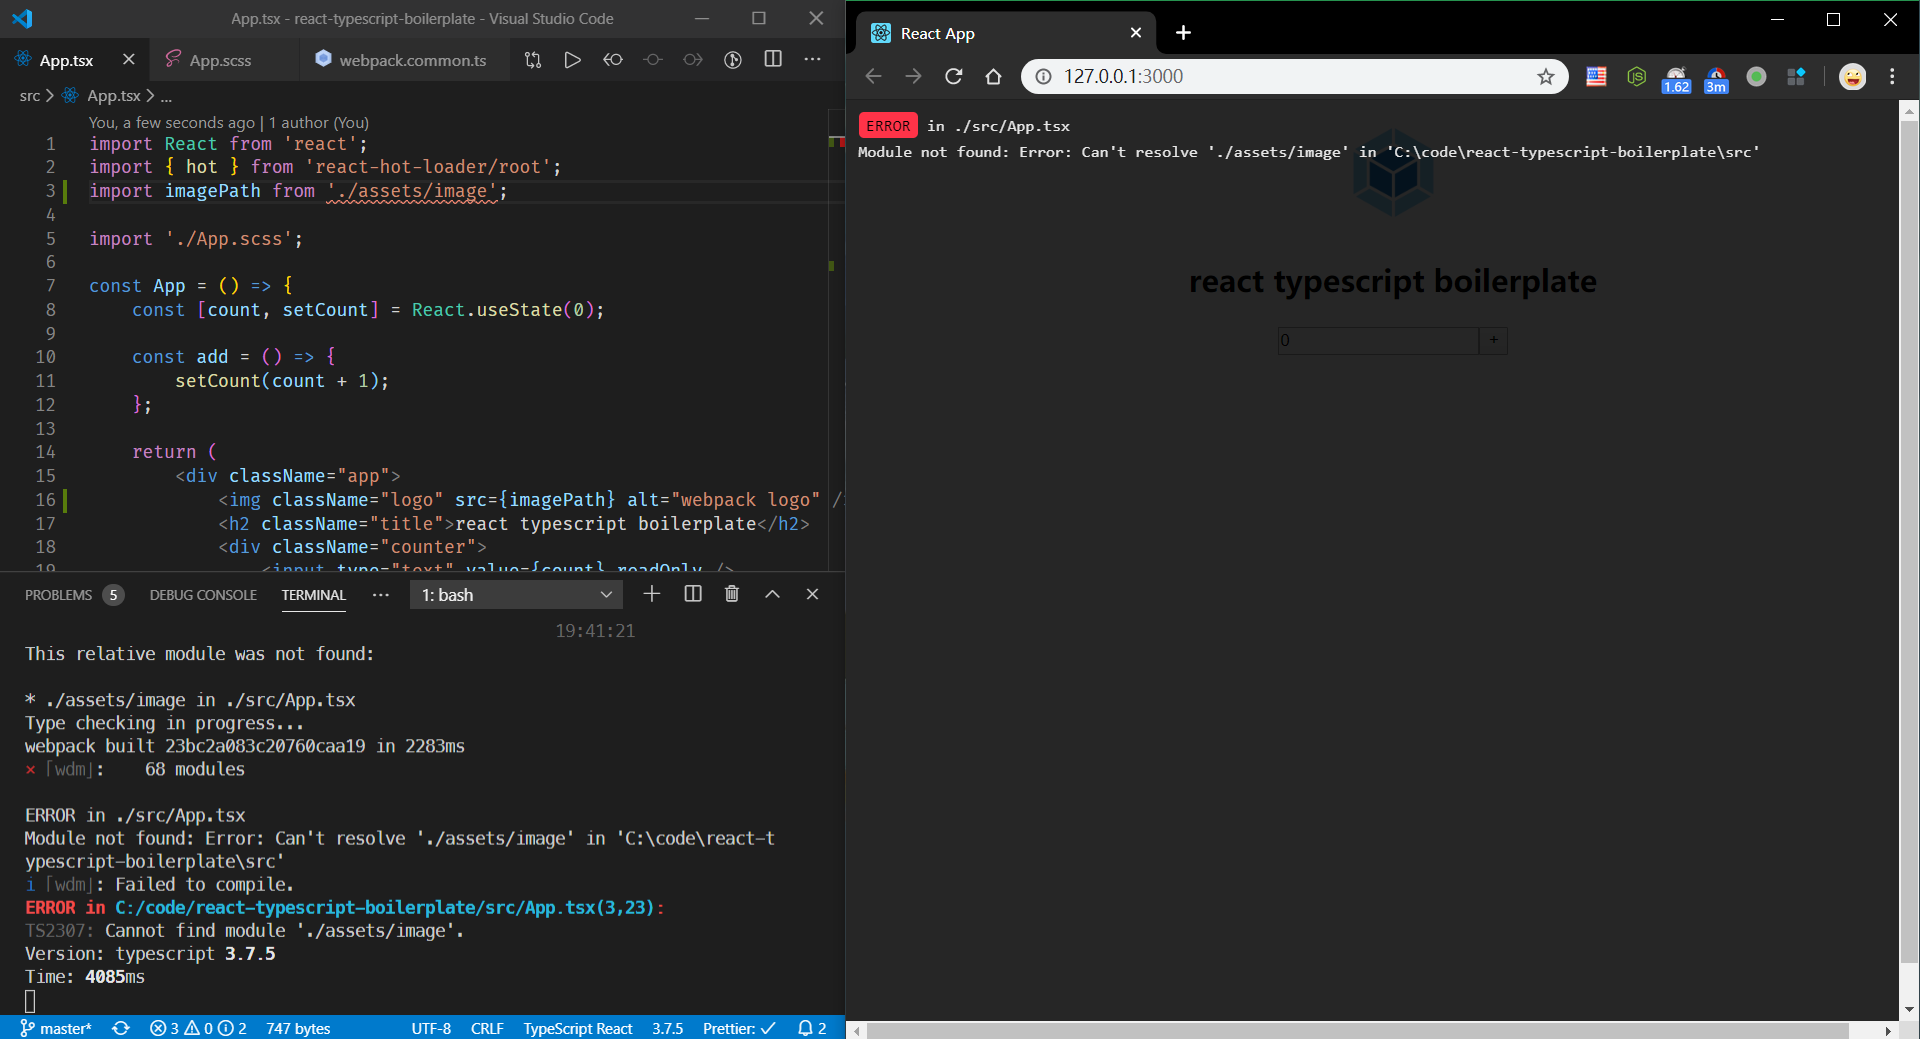 App.tsx - react-typescript-boilerplate - Visual Studio Code
App.tsx
App.scss
webpack.common.ts
src > App.tsx > ...
You, a few seconds ago | 1 author (You)
1 import React from 'react';
2 import { hot } from 'react-hot-loader/root';
3 import imagePath from './assets/image';
4
5 import './App.scss';
6
7 const App = () => {
8 const [count, setCount] = React.useState(0);
9
10 const add = () => {
11 setCount(count + 1);
12 };
13
14 return (
15 <div className="app">
16 <img className="logo" src={imagePath} alt="webpack logo" /
17 <h2 className="title">react typescript boilerplate</h2>
18 <div className="counter">
19 <input type="text" value={count} readOnly />
PROBLEMS 5 DEBUG CONSOLE TERMINAL ... 1: bash
19:41:21
This relative module was not found:
* ./assets/image in ./src/App.tsx
Type checking in progress...
webpack built 23bc2a083c20760caa19 in 2283ms
× ｢wdm｣: 68 modules
ERROR in ./src/App.tsx
Module not found: Error: Can't resolve './assets/image' in 'C:\code\react-t
ypescript-boilerplate\src'
i ｢wdm｣: Failed to compile.
ERROR in C:/code/react-typescript-boilerplate/src/App.tsx(3,23):
TS2307: Cannot find module './assets/image'.
Version: typescript 3.7.5
Time: 4085ms
master* 3 0 2 747 bytes UTF-8 CRLF TypeScript React 3.7.5 Prettier: ✓ 2
React App
127.0.0.1:3000
JS
1.62
3m
ERROR in ./src/App.tsx
Module not found: Error: Can't resolve './assets/image' in 'C:\code\react-typescript-boilerplate\src'
react typescript boilerplate
0 +